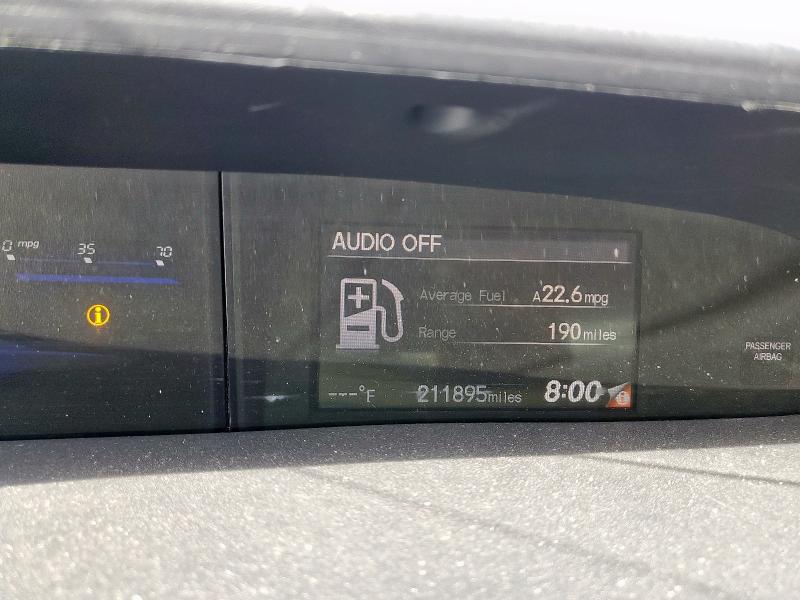 0 mpg 35 70
AUDIO OFF
Average Fuel A22.6mpg
Range 190miles
---°F 211895miles 8:00
PASSENGER
AIRBAG